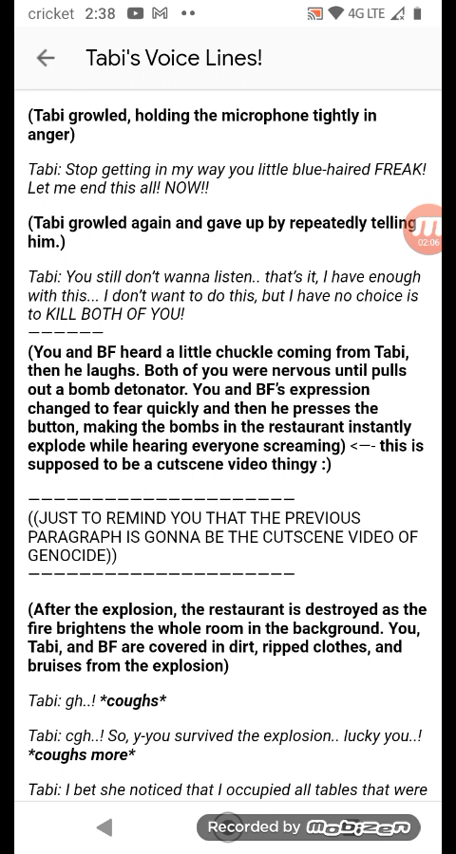 cricket 2:38 4G LTE
Tabi's Voice Lines!
(Tabi growled, holding the microphone tightly in
anger)
Tabi: Stop getting in my way you little blue-haired FREAK!
Let me end this all! NOW!!
(Tabi growled again and gave up by repeatedly telling
him.)
02:06
Tabi: You still don't wanna listen.. that's it, I have enough
with this... I don't want to do this, but I have no choice is
to KILL BOTH OF YOU!
——————
(You and BF heard a little chuckle coming from Tabi,
then he laughs. Both of you were nervous until pulls
out a bomb detonator. You and BF's expression
changed to fear quickly and then he presses the
button, making the bombs in the restaurant instantly
explode while hearing everyone screaming) <—- this is
supposed to be a cutscene video thingy :)
—————————————————————
((JUST TO REMIND YOU THAT THE PREVIOUS
PARAGRAPH IS GONNA BE THE CUTSCENE VIDEO OF
GENOCIDE))
—————————————————————
(After the explosion, the restaurant is destroyed as the
fire brightens the whole room in the background. You,
Tabi, and BF are covered in dirt, ripped clothes, and
bruises from the explosion)
Tabi: gh..! *coughs*
Tabi: cgh..! So, y-you survived the explosion.. lucky you..!
*coughs more*
Tabi: I bet she noticed that I occupied all tables that were
Recorded by mobizen